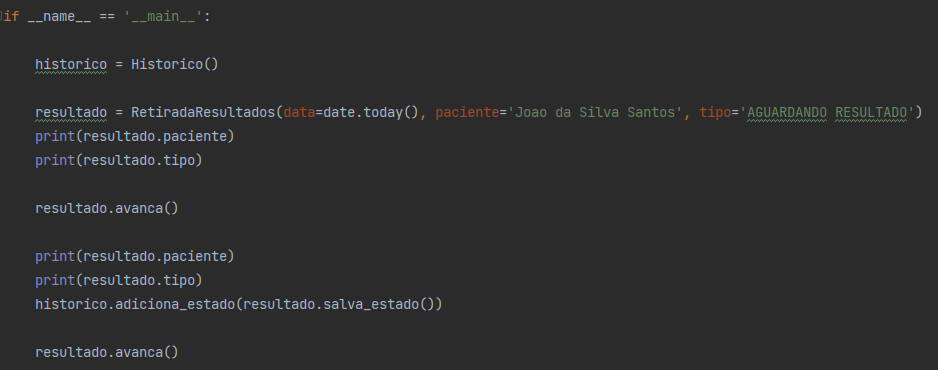 if __name__ == '__main__':
historico = Historico()
resultado = RetiradaResultados(data=date.today(), paciente='Joao da Silva Santos', tipo='AGUARDANDO RESULTADO')
print(resultado.paciente)
print(resultado.tipo)
resultado.avanca()
print(resultado.paciente)
print(resultado.tipo)
historico.adiciona_estado(resultado.salva_estado())
resultado.avanca()